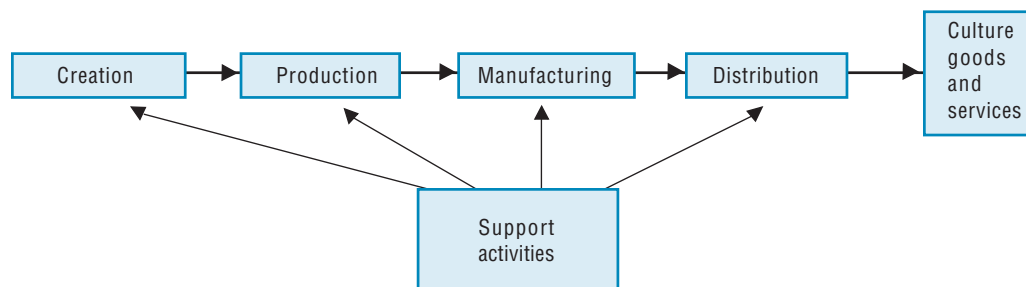 Creation
Production
Manufacturing
Distribution
Culture
goods
and
services
Support
activities